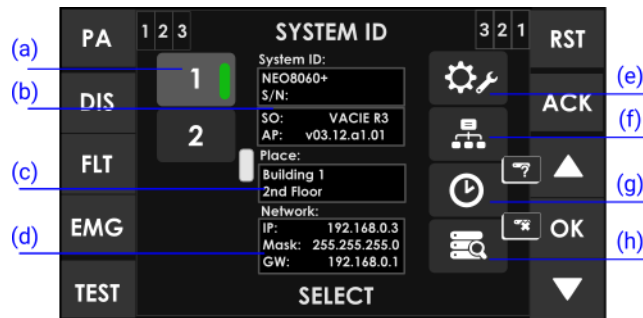 PA
DIS
FLT
EMG
TEST
1 2 3
SYSTEM ID
3 2 1
1
2
System ID:
NEO8060+
S/N:
SO: VACIE R3
AP: v03.12.a1.01
Place:
Building 1
2nd Floor
Network:
IP: 192.168.0.3
Mask: 255.255.255.0
GW: 192.168.0.1
SELECT
?
RST
ACK
OK
(a)
(b)
(c)
(d)
(e)
(f)
(g)
(h)